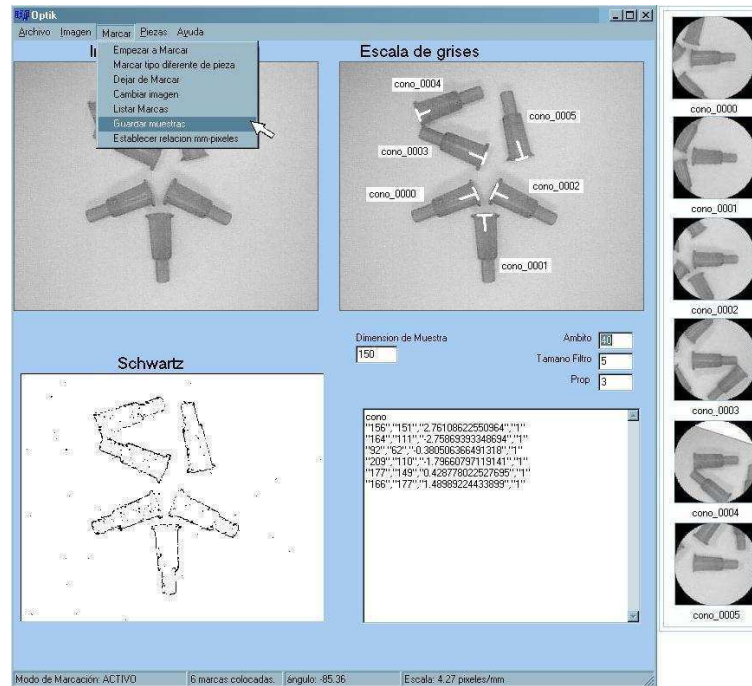 Optik
Archivo Imagen Marcar Piezas Ayuda
Empezar a Marcar
Marcar tipo diferente de pieza
Dejar de Marcar
Cambiar imagen
Listar Marcas
Guardar muestras
Establecer relacion mm-pixeles
Escala de grises
cono_0004
cono_0005
cono_0003
cono_0000
cono_0002
cono_0001
Schwartz
Dimension de Muestra
150
Ambito 40
Tamano Filtro 5
Prop 3
cono
"156","151","2.76108622550964","1"
"164","111","-2.75869393348694","1"
"92","62","-0.380506366491318","1"
"209","110","-1.79660797119141","1"
"177","149","0.428778022527695","1"
"166","177","1.48989224433899","1"
Modo de Marcación: ACTIVO 6 marcas colocadas. ángulo: -85.36 Escala: 4.27 pixeles/mm
cono_0000
cono_0001
cono_0002
cono_0003
cono_0004
cono_0005